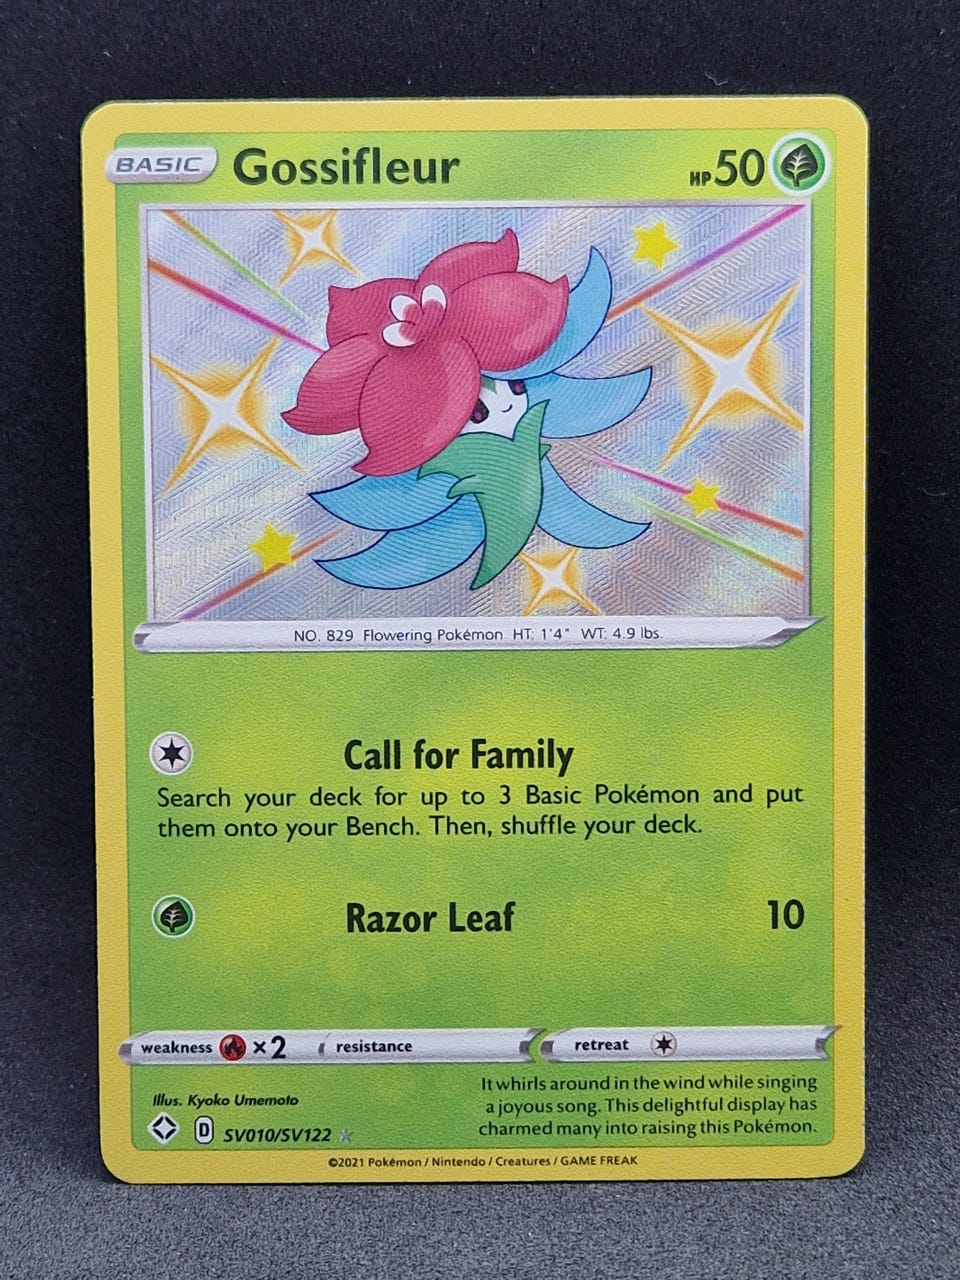 BASIC Gossifleur HP 50
NO. 829 Flowering Pokémon HT: 1'4" WT: 4.9 lbs.
Call for Family
Search your deck for up to 3 Basic Pokémon and put
them onto your Bench. Then, shuffle your deck.
Razor Leaf 10
weakness ×2 resistance retreat
It whirls around in the wind while singing
a joyous song. This delightful display has
charmed many into raising this Pokémon.
Illus. Kyoko Umemoto
D SV010/SV122
©2021 Pokémon / Nintendo / Creatures / GAME FREAK